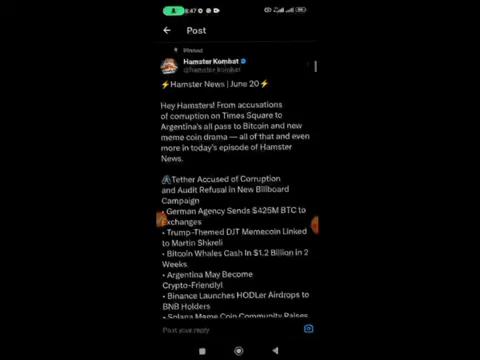 8:47
Post
Pinned
Hamster Kombat
@hamster_kombat
⚡Hamster News | June 20⚡
Hey Hamsters! From accusations
of corruption on Times Square to
Argentina's all pass to Bitcoin and new
meme coin drama — all of that and even
more in today's episode of Hamster
News.
Tether Accused of Corruption
and Audit Refusal in New Billboard
Campaign
• German Agency Sends $425M BTC to
Exchanges
• Trump-Themed DJT Memecoin Linked
to Martin Shkreli
• Bitcoin Whales Cash In $1.2 Billion in 2
Weeks
• Argentina May Become
Crypto-Friendly!
• Binance Launches HODLer Airdrops to
BNB Holders
• Solana Meme Coin Community Raises
Post your reply